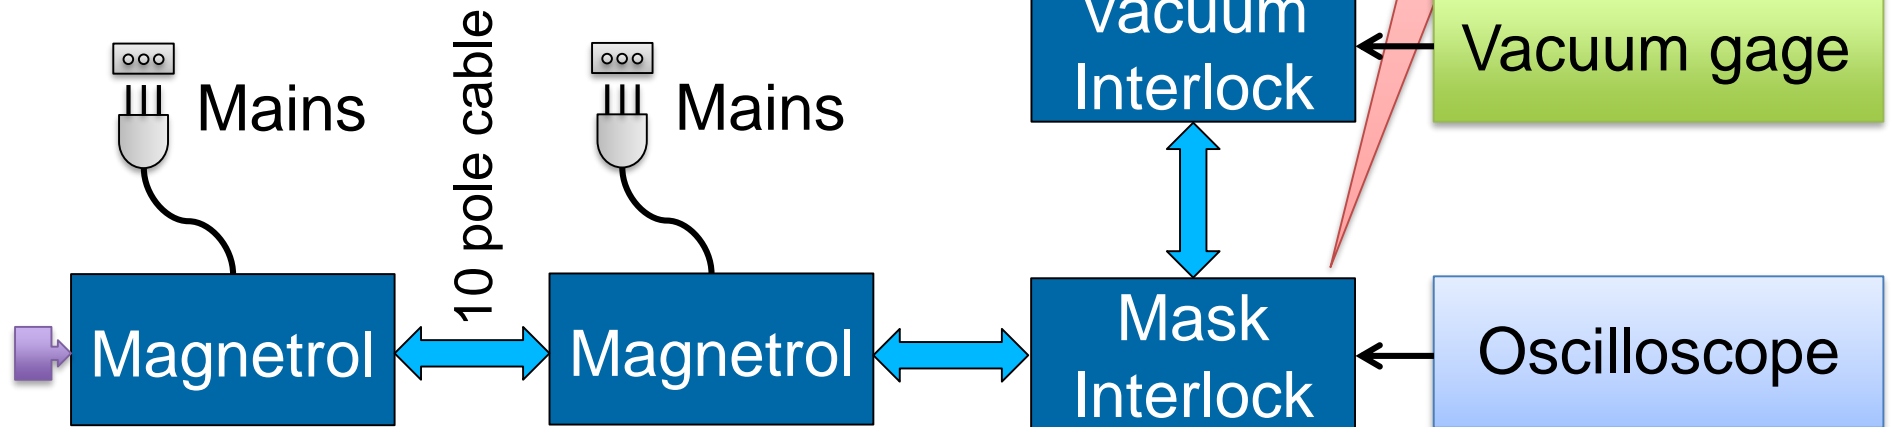 Mains
10 pole cable
Mains
Vacuum
Interlock
Vacuum gage
Magnetrol
Magnetrol
Mask
Interlock
Oscilloscope